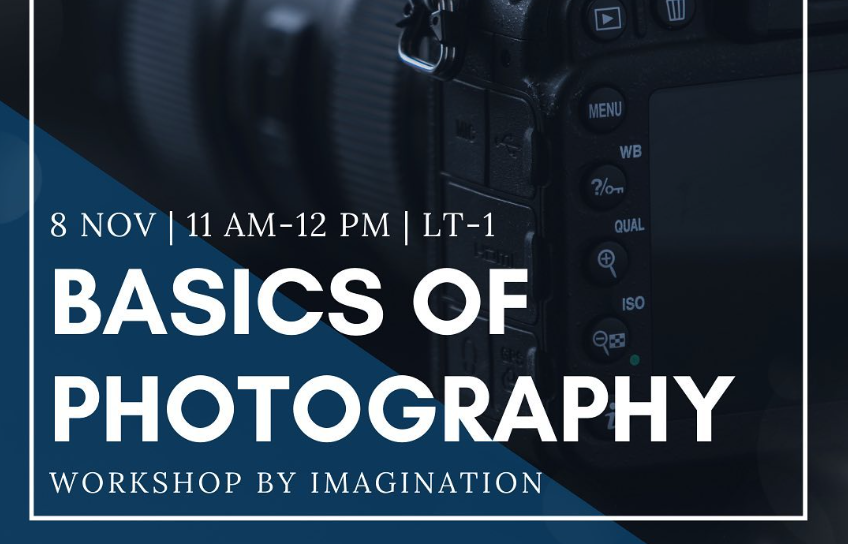 MENU
WB
?/
QUAL
ISO
8 NOV | 11 AM-12 PM | LT-1
BASICS OF
PHOTOGRAPHY
WORKSHOP BY IMAGINATION